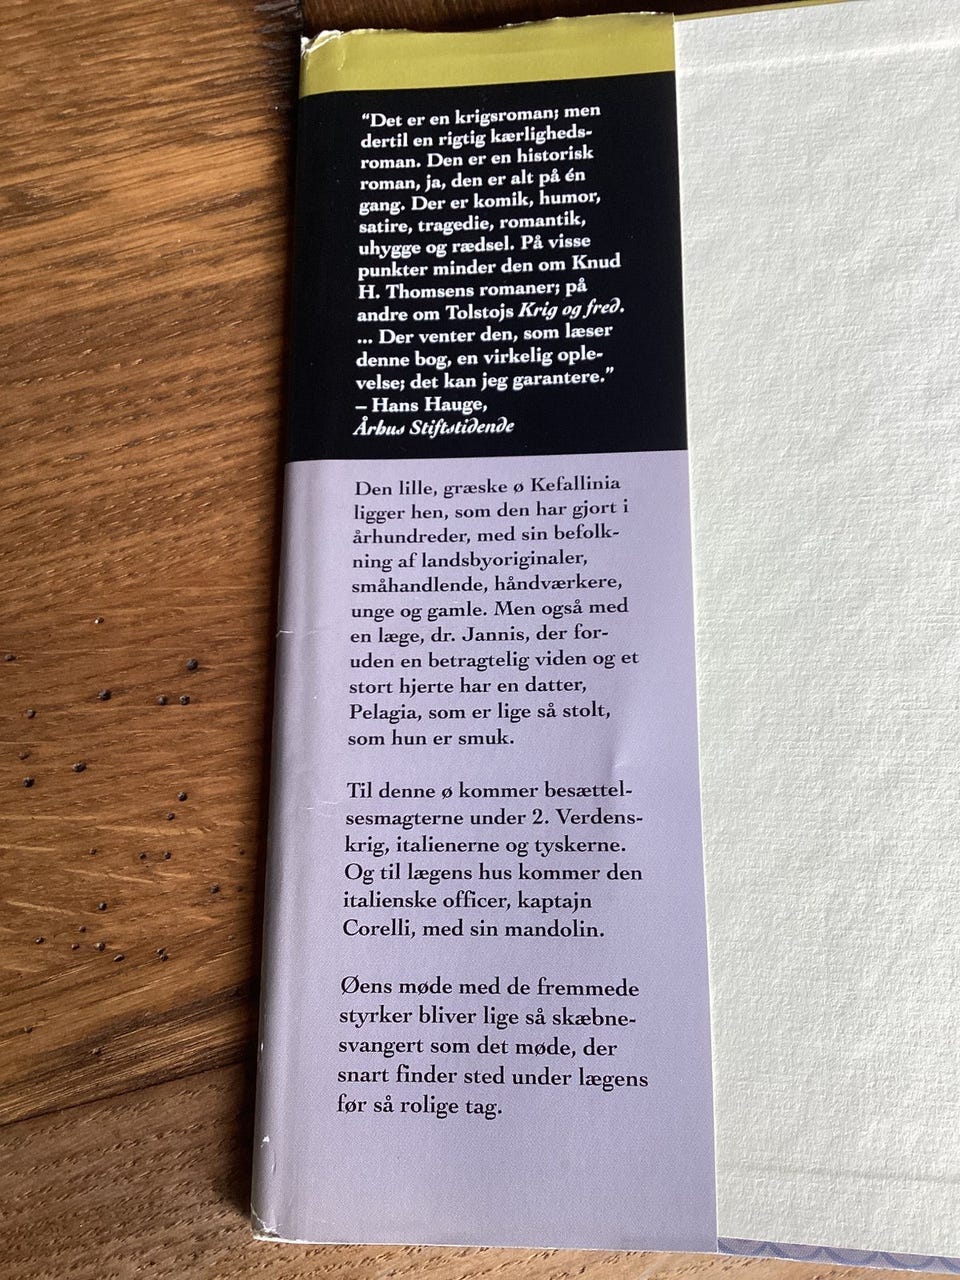 “Det er en krigsroman; men
dertil en rigtig kærligheds-
roman. Den er en historisk
roman, ja, den er alt på én
gang. Der er komik, humor,
satire, tragedie, romantik,
uhygge og rædsel. På visse
punkter minder den om Knud
H. Thomsens romaner; på
andre om Tolstojs Krig og fred.
... Der venter den, som læser
denne bog, en virkelig ople-
velse; det kan jeg garantere.”
– Hans Hauge,
Århus Stiftstidende
Den lille, græske ø Kefallinia
ligger hen, som den har gjort i
århundreder, med sin befolk-
ning af landsbyoriginaler,
småhandlende, håndværkere,
unge og gamle. Men også med
en læge, dr. Jannis, der for-
uden en betragtelig viden og et
stort hjerte har en datter,
Pelagia, som er lige så stolt,
som hun er smuk.
Til denne ø kommer besættel-
sesmagterne under 2. Verdens-
krig, italienerne og tyskerne.
Og til lægens hus kommer den
italienske officer, kaptajn
Corelli, med sin mandolin.
Øens møde med de fremmede
styrker bliver lige så skæbne-
svangert som det møde, der
snart finder sted under lægens
før så rolige tag.